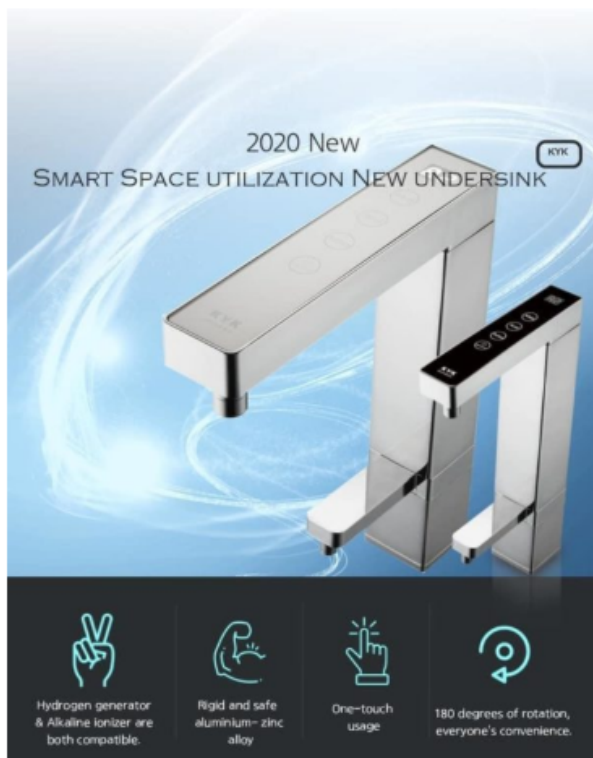 2020 New
KYK
SMART SPACE UTILIZATION NEW UNDERSINK
KYK
KYK
Hydrogen generator
& Alkaline ionizer are
both compatible.
Rigid and safe
aluminium- zinc
alloy
One-touch
usage
180 degrees of rotation,
everyone's convenience.